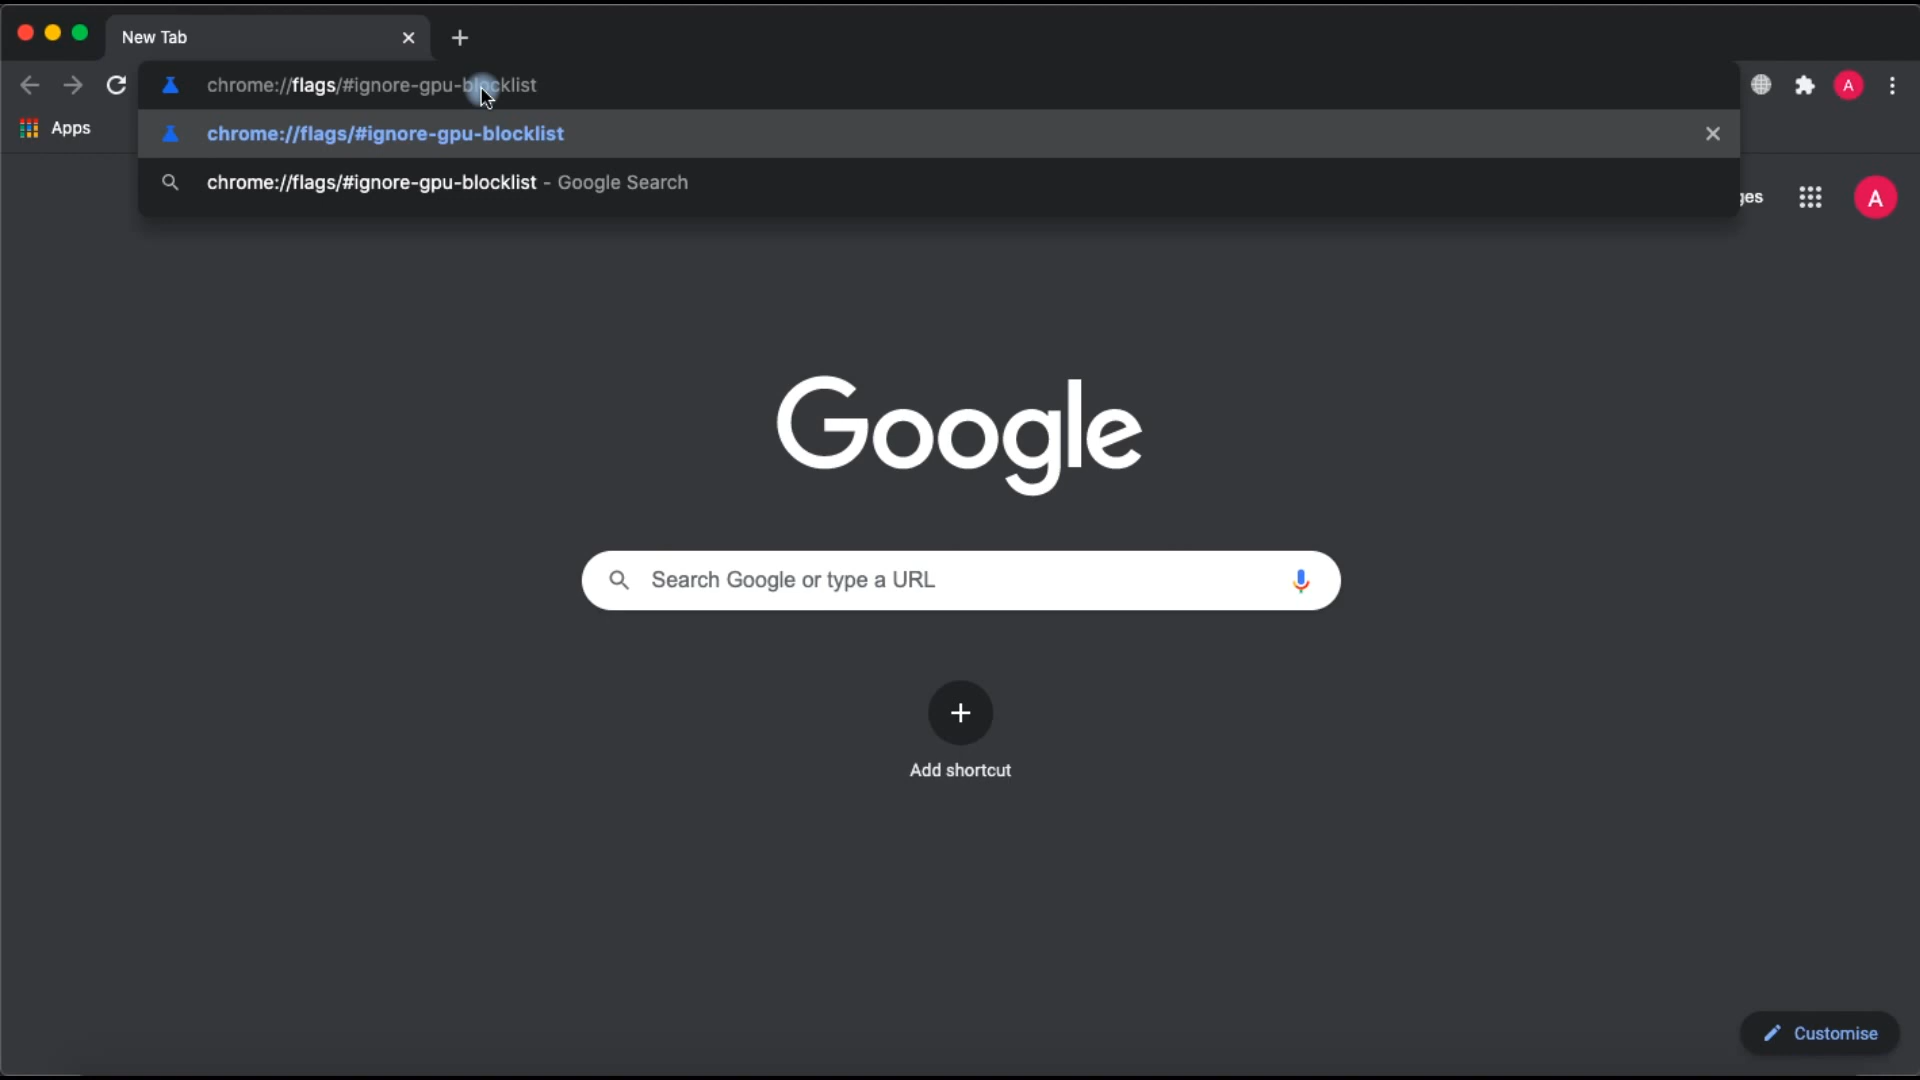 New Tab
chrome://flags/#ignore-gpu-blocklist
A
Apps
chrome://flags/#ignore-gpu-blocklist
chrome://flags/#ignore-gpu-blocklist - Google Search
A
Google
Search Google or type a URL
Add shortcut
Customise